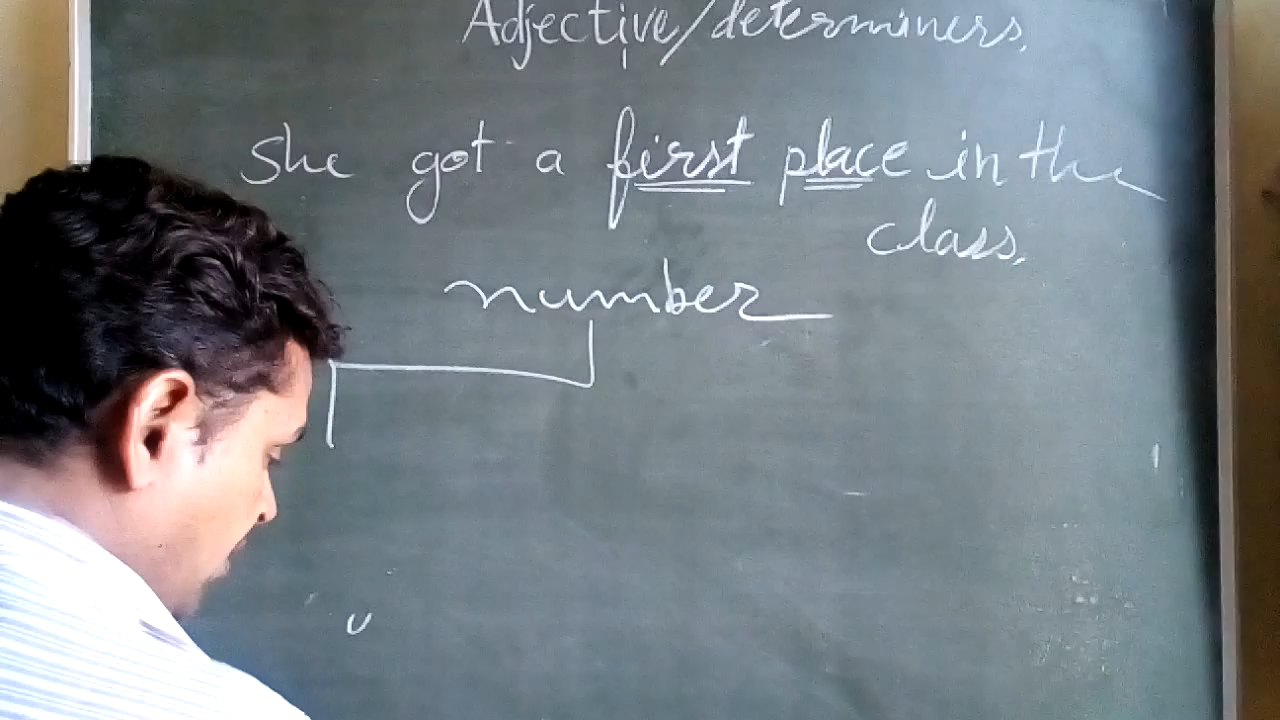 Adjective/determiners.
She got a first place in the
class.
number